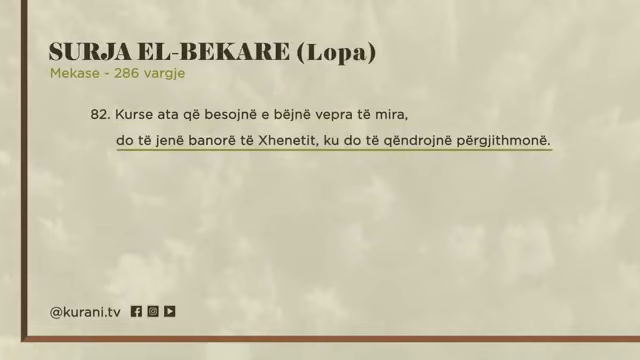 SURJA EL-BEKARE (Lopa)
Mekase - 286 vargje
82. Kurse ata që besojnë e bëjnë vepra të mira,
do të jenë banorë të Xhenetit, ku do të qëndrojnë përgjithmonë.
@kurani.tv